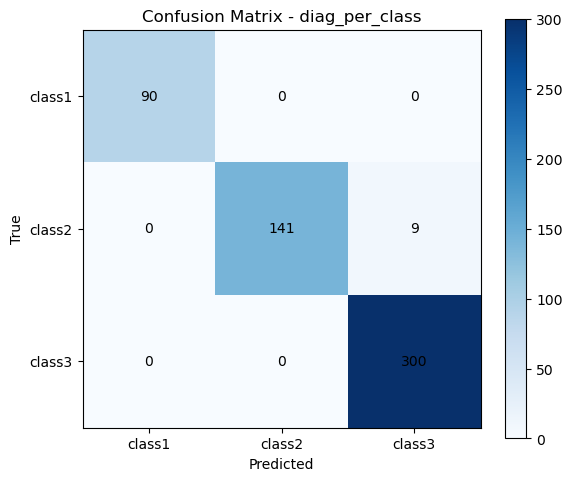 Confusion Matrix - diag_per_class
True
class1 90 0 0
class2 0 141 9
class3 0 0 300
class1 class2 class3
Predicted
300
250
200
150
100
50
0